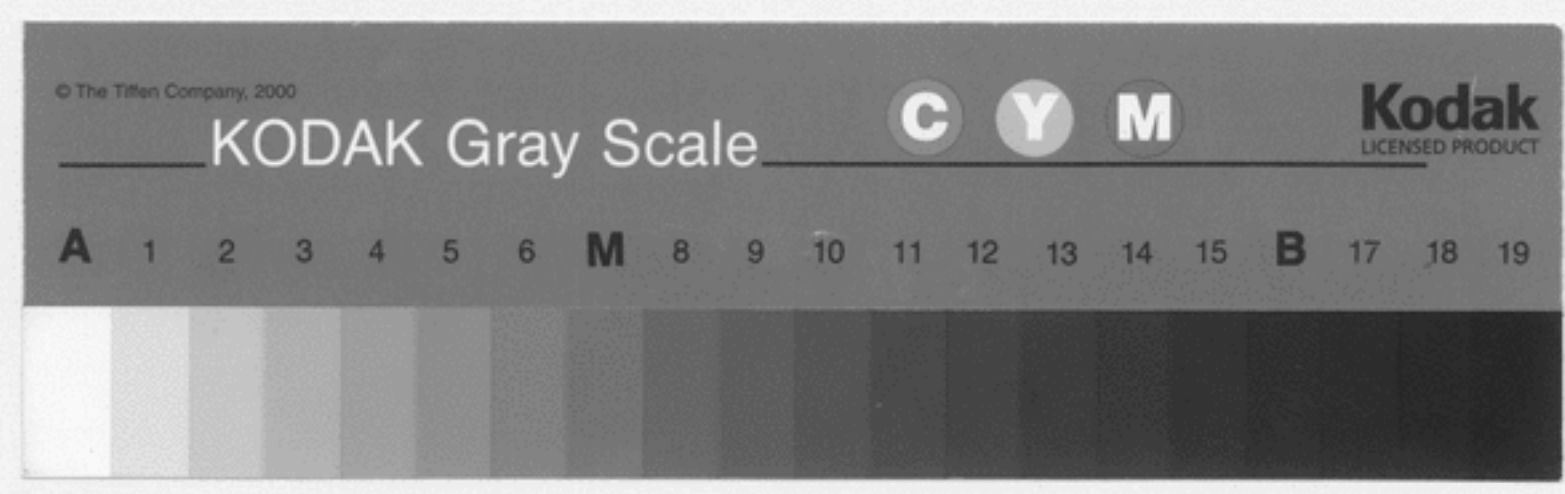 © The Tiffen Company, 2000
KODAK Gray Scale
C Y M
Kodak
LICENSED PRODUCT
A 1 2 3 4 5 6 M 8 9 10 11 12 13 14 15 B 17 18 19